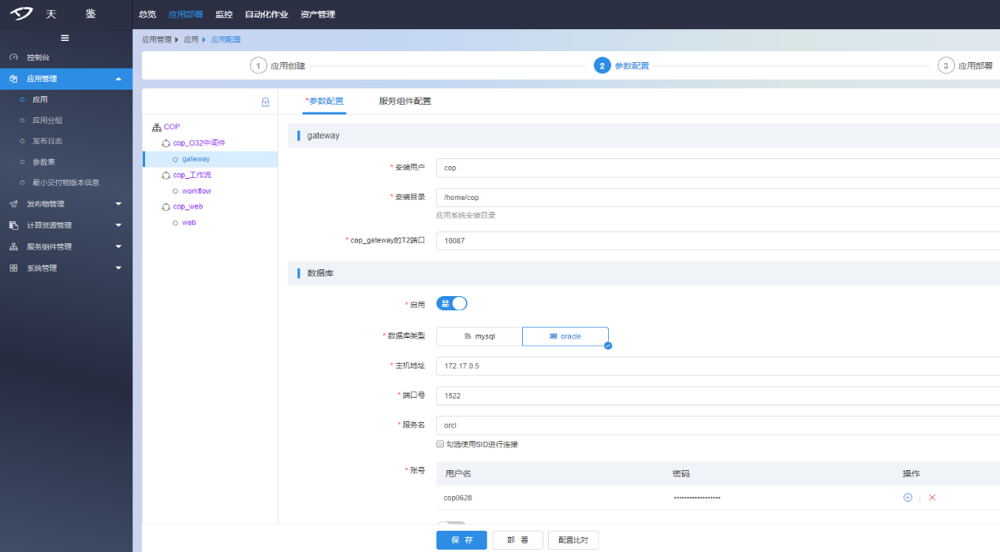 天 鉴
总览 应用部署 监控 自动化作业 资产管理
应用管理 应用 应用配置
控制台
应用管理
应用
应用分组
发布日志
参数集
最小交付物版本信息
发布物管理
计算资源管理
服务组件管理
系统管理
1 应用创建
2 参数配置
3 应用部署
COP
cop_O32中间件
gateway
cop_工作流
workflow
cop_web
web
*参数配置 服务组件配置
gateway
* 安装用户 cop
* 安装目录 /home/cop
应用系统安装目录
* cop_gateway的T2端口 10087
数据库
* 启用 是
* 数据库类型 mysql oracle
* 主机地址 172.17.0.5
* 端口号 1522
* 服务名 orcl
勾选使用SID进行连接
* 账号 用户名 密码 操作
cop0628 ••••••••••••••••••
保 存 部 署 配置比对